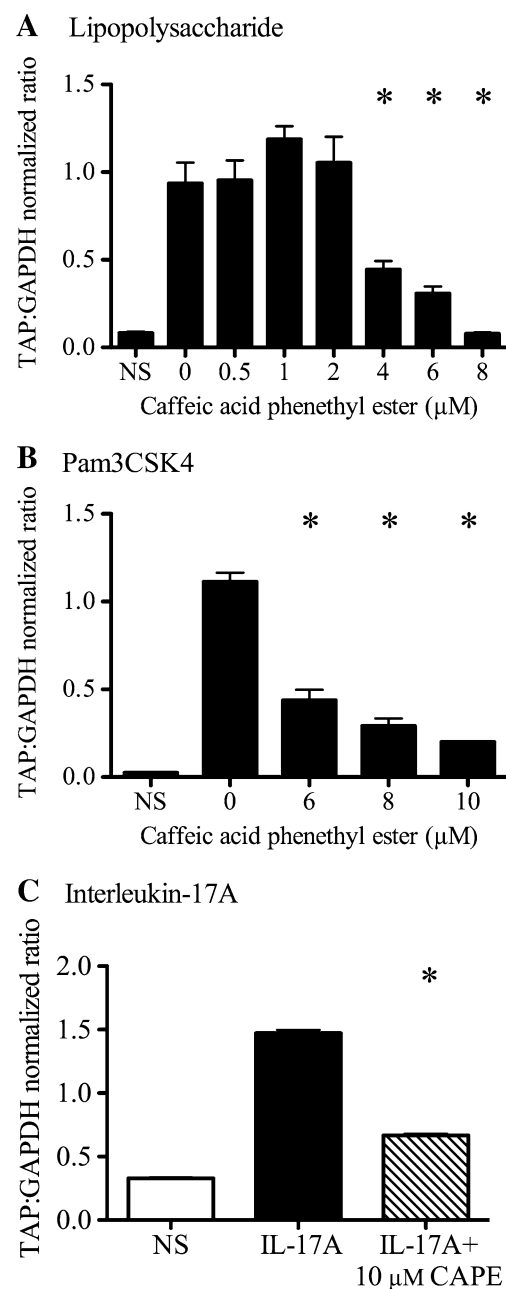 A Lipopolysaccharide
TAP:GAPDH normalized ratio
1.5
1.0
0.5
0.0
* * *
NS 0 0.5 1 2 4 6 8
Caffeic acid phenethyl ester (µM)
B Pam3CSK4
TAP:GAPDH normalized ratio
1.5
1.0
0.5
0.0
* * *
NS 0 6 8 10
Caffeic acid phenethyl ester (µM)
C Interleukin-17A
TAP:GAPDH normalized ratio
2.0
1.5
1.0
0.5
0.0
*
NS IL-17A IL-17A+
10 µM CAPE